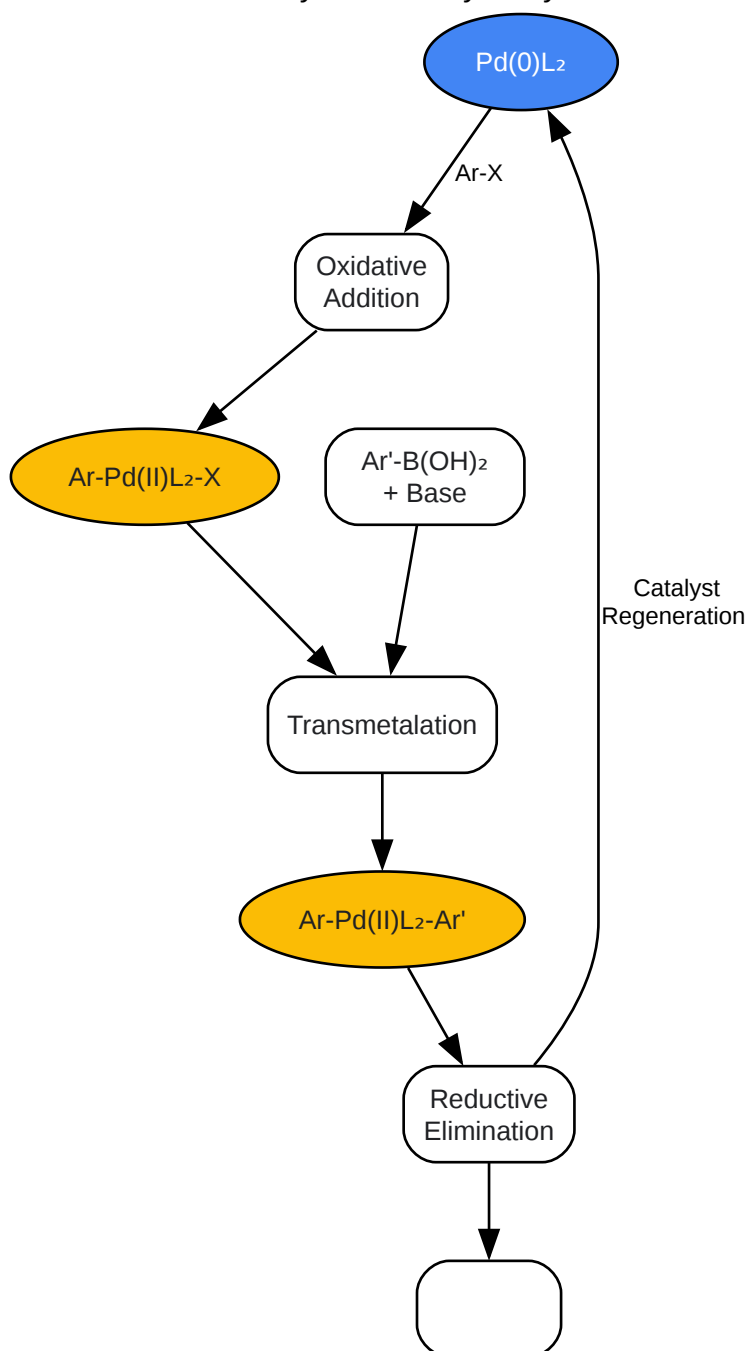 Pd(0)L₂
Ar-X
Oxidative
Addition
Ar-Pd(II)L₂-X
Ar'-B(OH)₂
+ Base
Catalyst
Regeneration
Transmetalation
Ar-Pd(II)L₂-Ar'
Reductive
Elimination